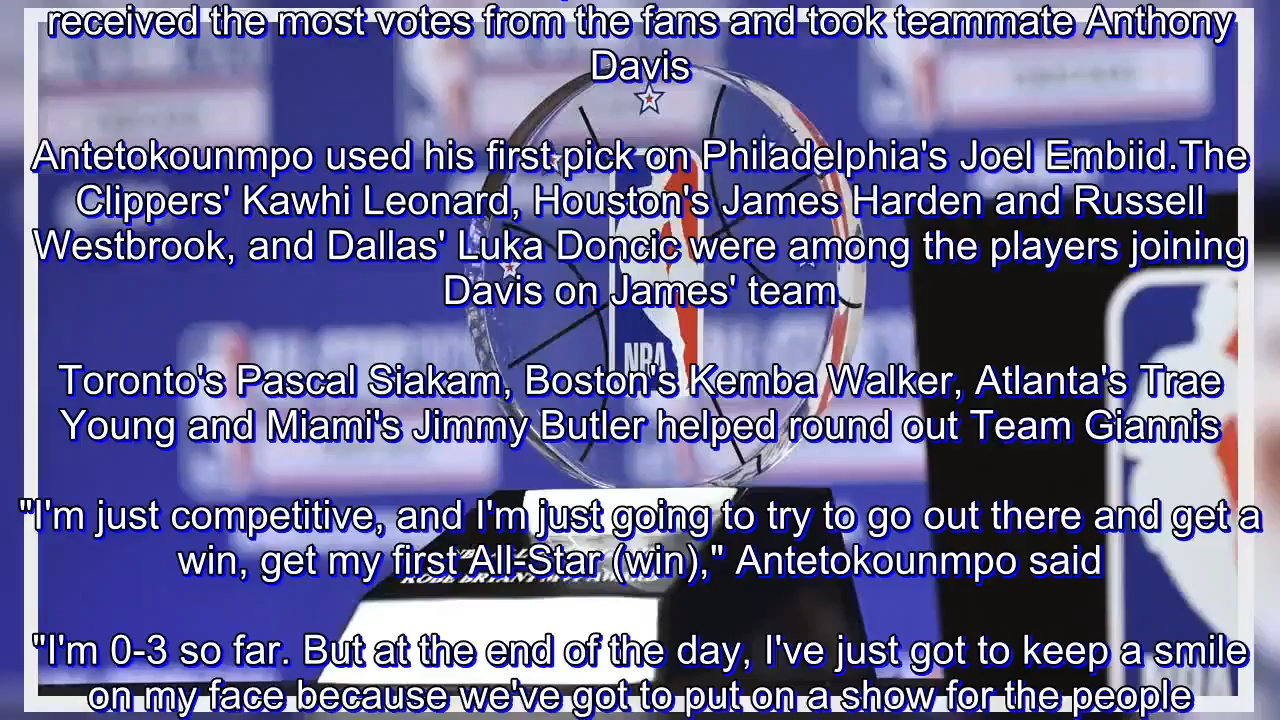 received the most votes from the fans and took teammate Anthony
Davis
Antetokounmpo used his first pick on Philadelphia's Joel Embiid.The
Clippers' Kawhi Leonard, Houston's James Harden and Russell
Westbrook, and Dallas' Luka Doncic were among the players joining
Davis on James' team
NBA
Toronto's Pascal Siakam, Boston's Kemba Walker, Atlanta's Trae
Young and Miami's Jimmy Butler helped round out Team Giannis
"I'm just competitive, and I'm just going to try to go out there and get a
win, get my first All-Star (win)," Antetokounmpo said
KOBE BRYANT MVP AWARD
"I'm 0-3 so far. But at the end of the day, I've just got to keep a smile
on my face because we've got to put on a show for the people